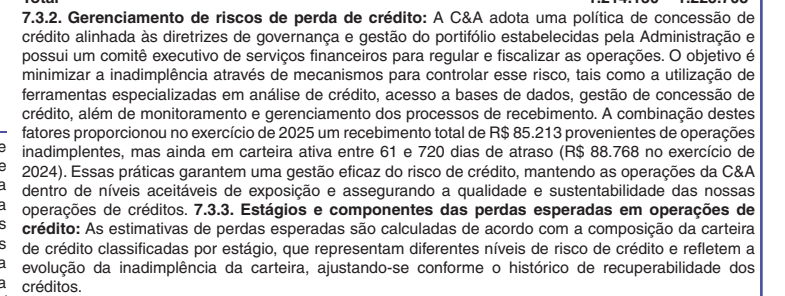 7.3.2. Gerenciamento de riscos de perda de crédito: A C&A adota uma política de concessão de
crédito alinhada às diretrizes de governança e gestão do portifólio estabelecidas pela Administração e
possui um comitê executivo de serviços financeiros para regular e fiscalizar as operações. O objetivo é
minimizar a inadimplência através de mecanismos para controlar esse risco, tais como a utilização de
ferramentas especializadas em análise de crédito, acesso a bases de dados, gestão de concessão de
crédito, além de monitoramento e gerenciamento dos processos de recebimento. A combinação destes
fatores proporcionou no exercício de 2025 um recebimento total de R$ 85.213 provenientes de operações
inadimplentes, mas ainda em carteira ativa entre 61 e 720 dias de atraso (R$ 88.768 no exercício de
2024). Essas práticas garantem uma gestão eficaz do risco de crédito, mantendo as operações da C&A
dentro de níveis aceitáveis de exposição e assegurando a qualidade e sustentabilidade das nossas
operações de créditos. 7.3.3. Estágios e componentes das perdas esperadas em operações de
crédito: As estimativas de perdas esperadas são calculadas de acordo com a composição da carteira
de crédito classificadas por estágio, que representam diferentes níveis de risco de crédito e refletem a
evolução da inadimplência da carteira, ajustando-se conforme o histórico de recuperabilidade dos
créditos.